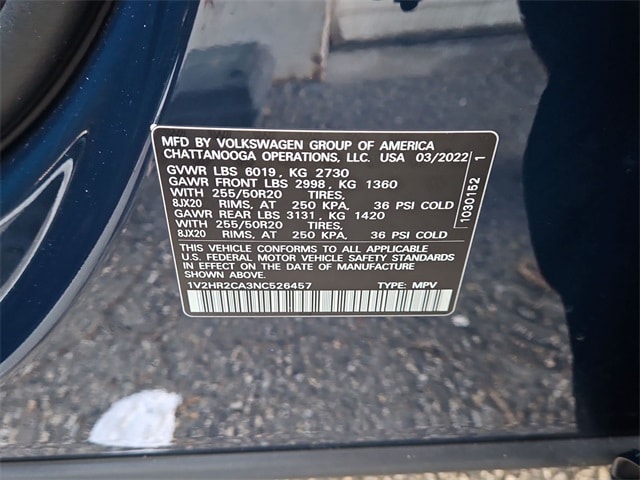 MFD BY VOLKSWAGEN GROUP OF AMERICA
CHATTANOOGA OPERATIONS, LLC. USA 03/2022
GVWR LBS 6019, KG 2730
GAWR FRONT LBS 2998, KG 1360
WITH 255/50R20 TIRES,
8JX20 RIMS, AT 250 KPA, 36 PSI COLD
GAWR REAR LBS 3131, KG 1420
WITH 255/50R20 TIRES,
8JX20 RIMS, AT 250 KPA, 36 PSI COLD
THIS VEHICLE CONFORMS TO ALL APPLICABLE
U.S. FEDERAL MOTOR VEHICLE SAFETY STANDARDS
IN EFFECT ON THE DATE OF MANUFACTURE
SHOWN ABOVE.
1V2HR2CA3NC526457 TYPE: MPV
1030152 1